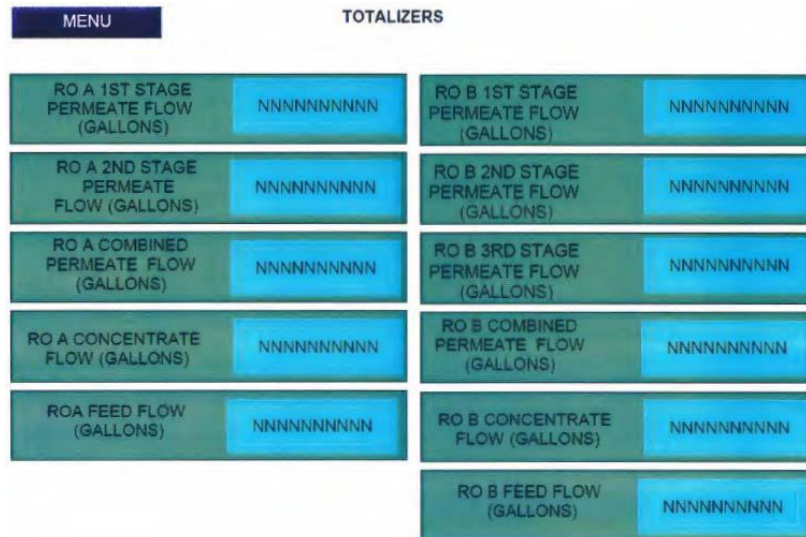 MENU
TOTALIZERS
RO A 1ST STAGE
PERMEATE FLOW
(GALLONS)
NNNNNNNNNN
RO A 2ND STAGE
PERMEATE
FLOW (GALLONS)
NNNNNNNNNN
RO A COMBINED
PERMEATE FLOW
(GALLONS)
NNNNNNNNNN
RO A CONCENTRATE
FLOW (GALLONS)
NNNNNNNNNN
ROA FEED FLOW
(GALLONS)
NNNNNNNNNN
RO B 1ST STAGE
PERMEATE FLOW
(GALLONS)
NNNNNNNNNN
RO B 2ND STAGE
PERMEATE FLOW
(GALLONS)
NNNNNNNNNN
RO B 3RD STAGE
PERMEATE FLOW
(GALLONS)
NNNNNNNNNN
RO B COMBINED
PERMEATE FLOW
(GALLONS)
NNNNNNNNNN
RO B CONCENTRATE
FLOW (GALLONS)
NNNNNNNNNN
RO B FEED FLOW
(GALLONS)
NNNNNNNNNN